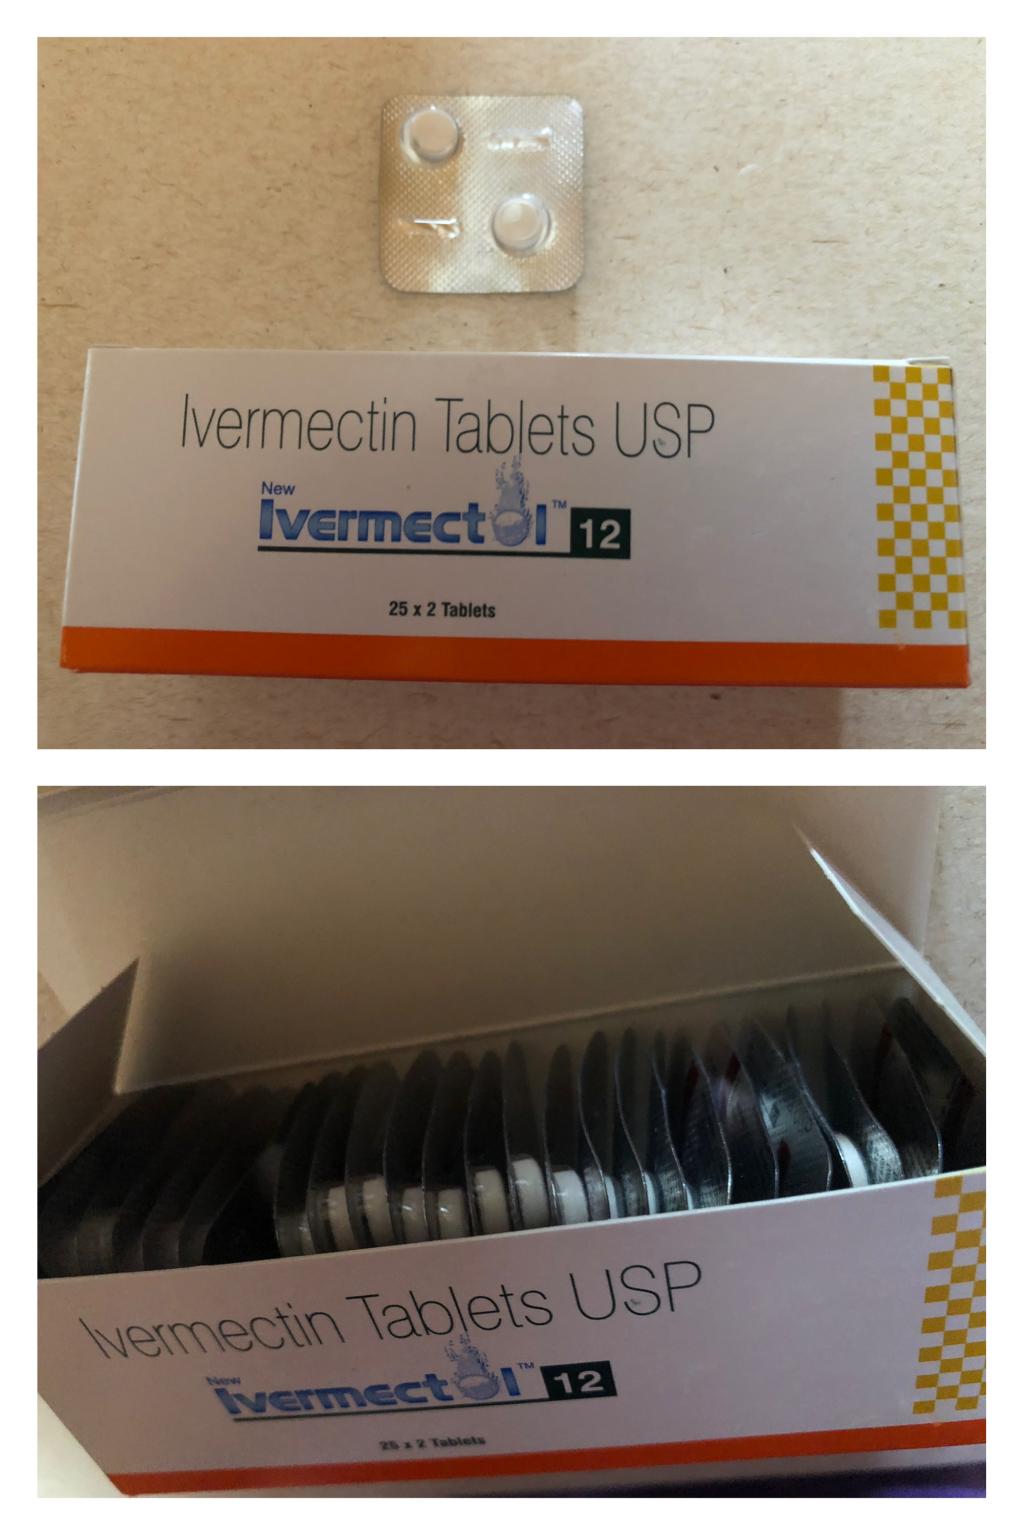 Ivermectin Tablets USP
New
Ivermectol™ 12
25 x 2 Tablets
Ivermectin Tablets USP
New
Ivermectol™ 12
25 x 2 Tablets